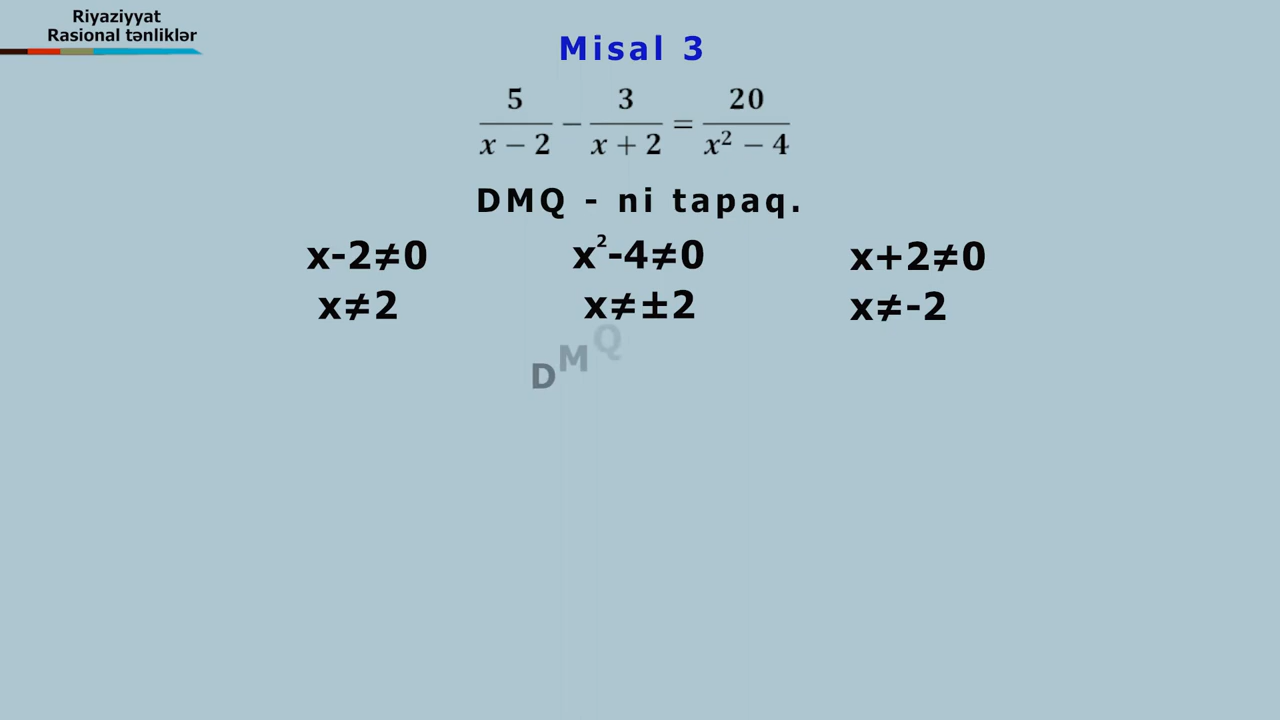 Riyaziyyat
Rasional tənliklər
Misal 3
5/(x − 2) − 3/(x + 2) = 20/(x² − 4)
DMQ - ni tapaq.
x-2≠0 x²-4≠0 x+2≠0
x≠2 x≠±2 x≠-2
DMQ